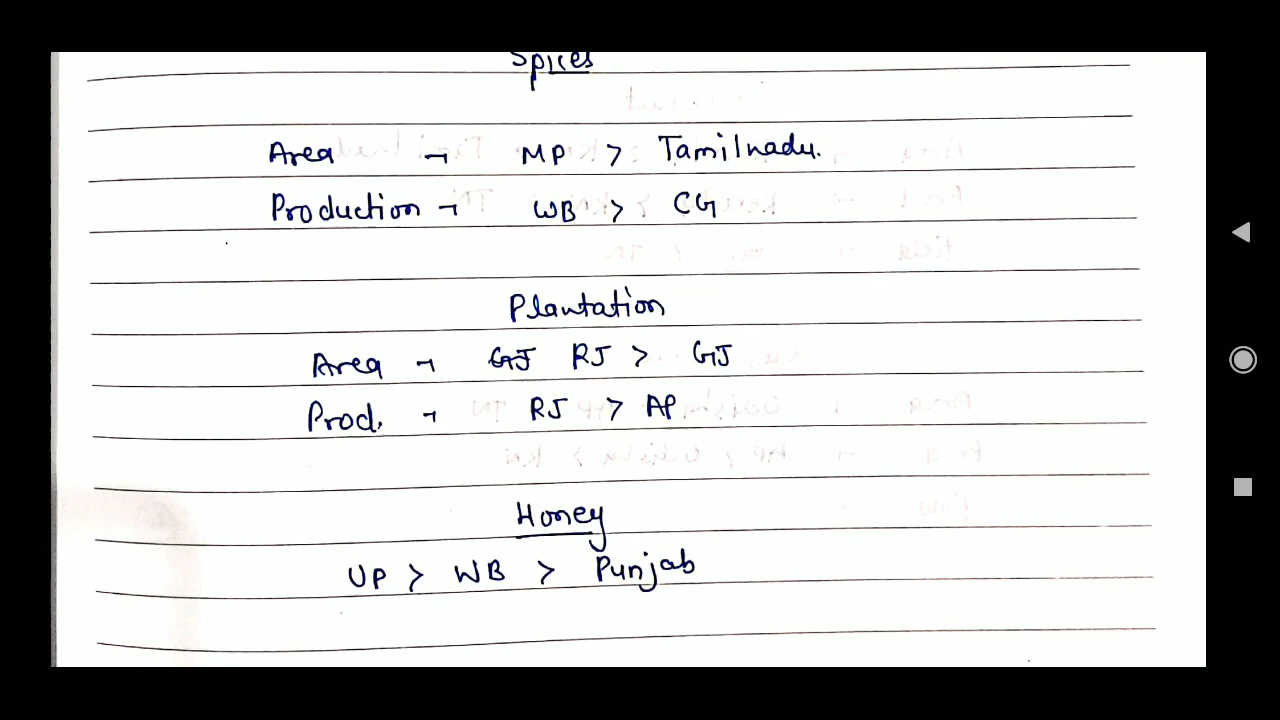 Spices
Area → MP > Tamilnadu.
Production → WB > CG
Plantation
Area → GJ RJ > GJ
Prod. → RJ > AP
Honey
UP > WB > Punjab